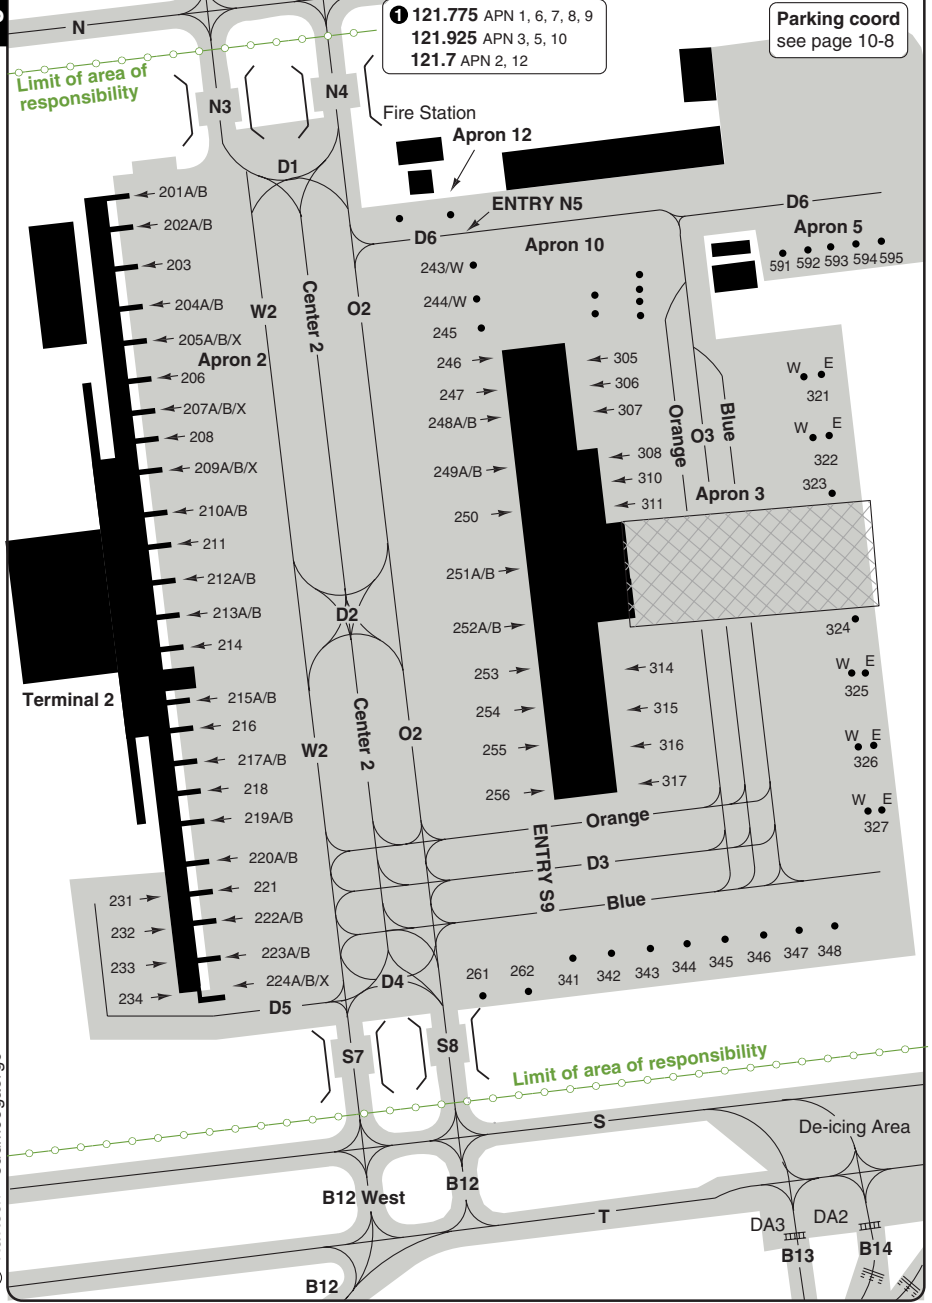 N
❶ 121.775 APN 1, 6, 7, 8, 9
121.925 APN 3, 5, 10
121.7 APN 2, 12
Parking coord
see page 10-8
Limit of area of
responsibility
N3
N4
Fire Station
Apron 12
D1
201A/B
202A/B
203
204A/B
205A/B/X
Apron 2
206
207A/B/X
208
209A/B/X
210A/B
211
212A/B
213A/B
214
215A/B
216
217A/B
218
219A/B
220A/B
221
222A/B
223A/B
224A/B/X
Terminal 2
231
232
233
234
W2
Center 2
O2
D2
W2
Center 2
O2
ENTRY N5
D6
D6
Apron 10
Apron 5
591 592 593 594 595
243/W
244/W
245
246
247
248A/B
249A/B
250
251A/B
252A/B
253
254
255
256
305
306
307
308
310
311
314
315
316
317
Orange
O3
Blue
Apron 3
W E
321
W E
322
323
324
W E
325
W E
326
W E
327
Orange
ENTRY S9
D3
Blue
261
262
341
342
343
344
345
346
347
348
D4
D5
S7
S8
Limit of area of responsibility
S
De-icing Area
B12 West
B12
T
DA3
DA2
B13
B14
B12